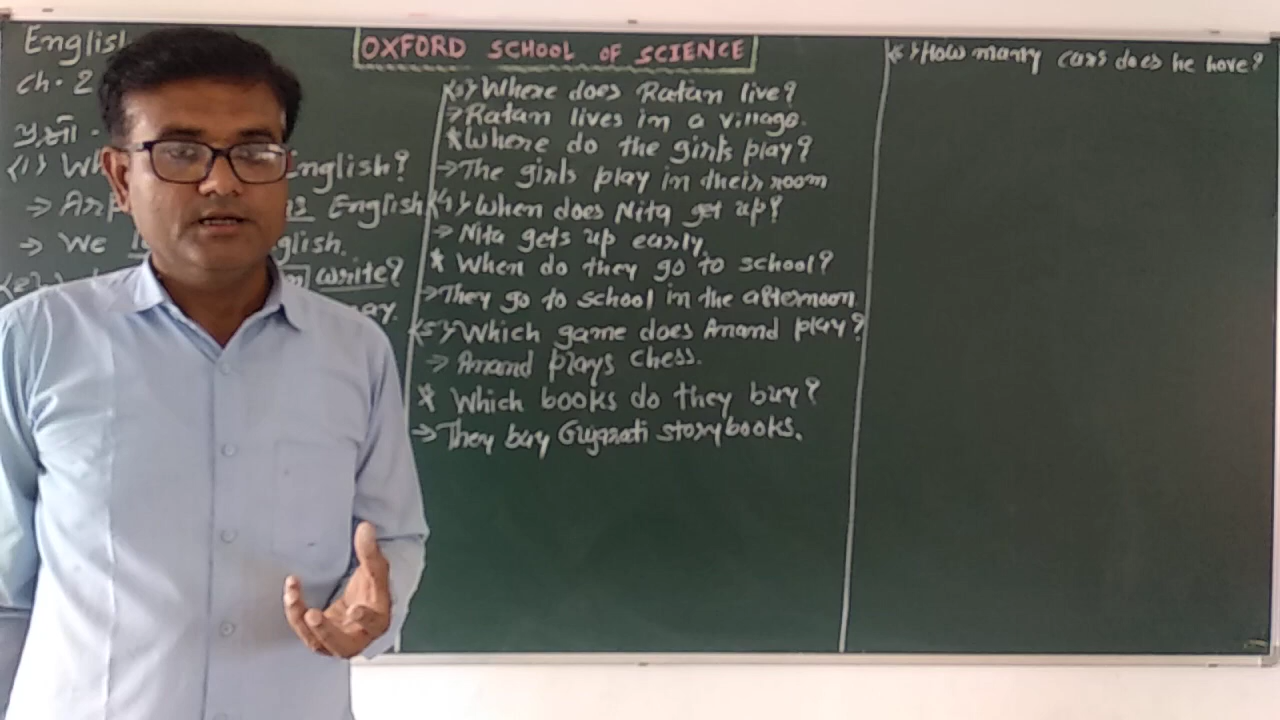 English
ch. 2
OXFORD SCHOOL OF SCIENCE
(1) Wh English?
⇒ Arp English
⇒ We glish.
write?
(3) Where does Ratan live?
⇒ Ratan lives in a village.
* Where do the girls play?
→ The girls play in their room
(4) When does Nita get up?
⇒ Nita gets up early.
* When do they go to school?
→ They go to school in the afternoon
(5) Which game does Anand play?
⇒ Anand plays chess.
* Which books do they buy?
→ They buy Gujarati storybooks.
How many cars does he have?